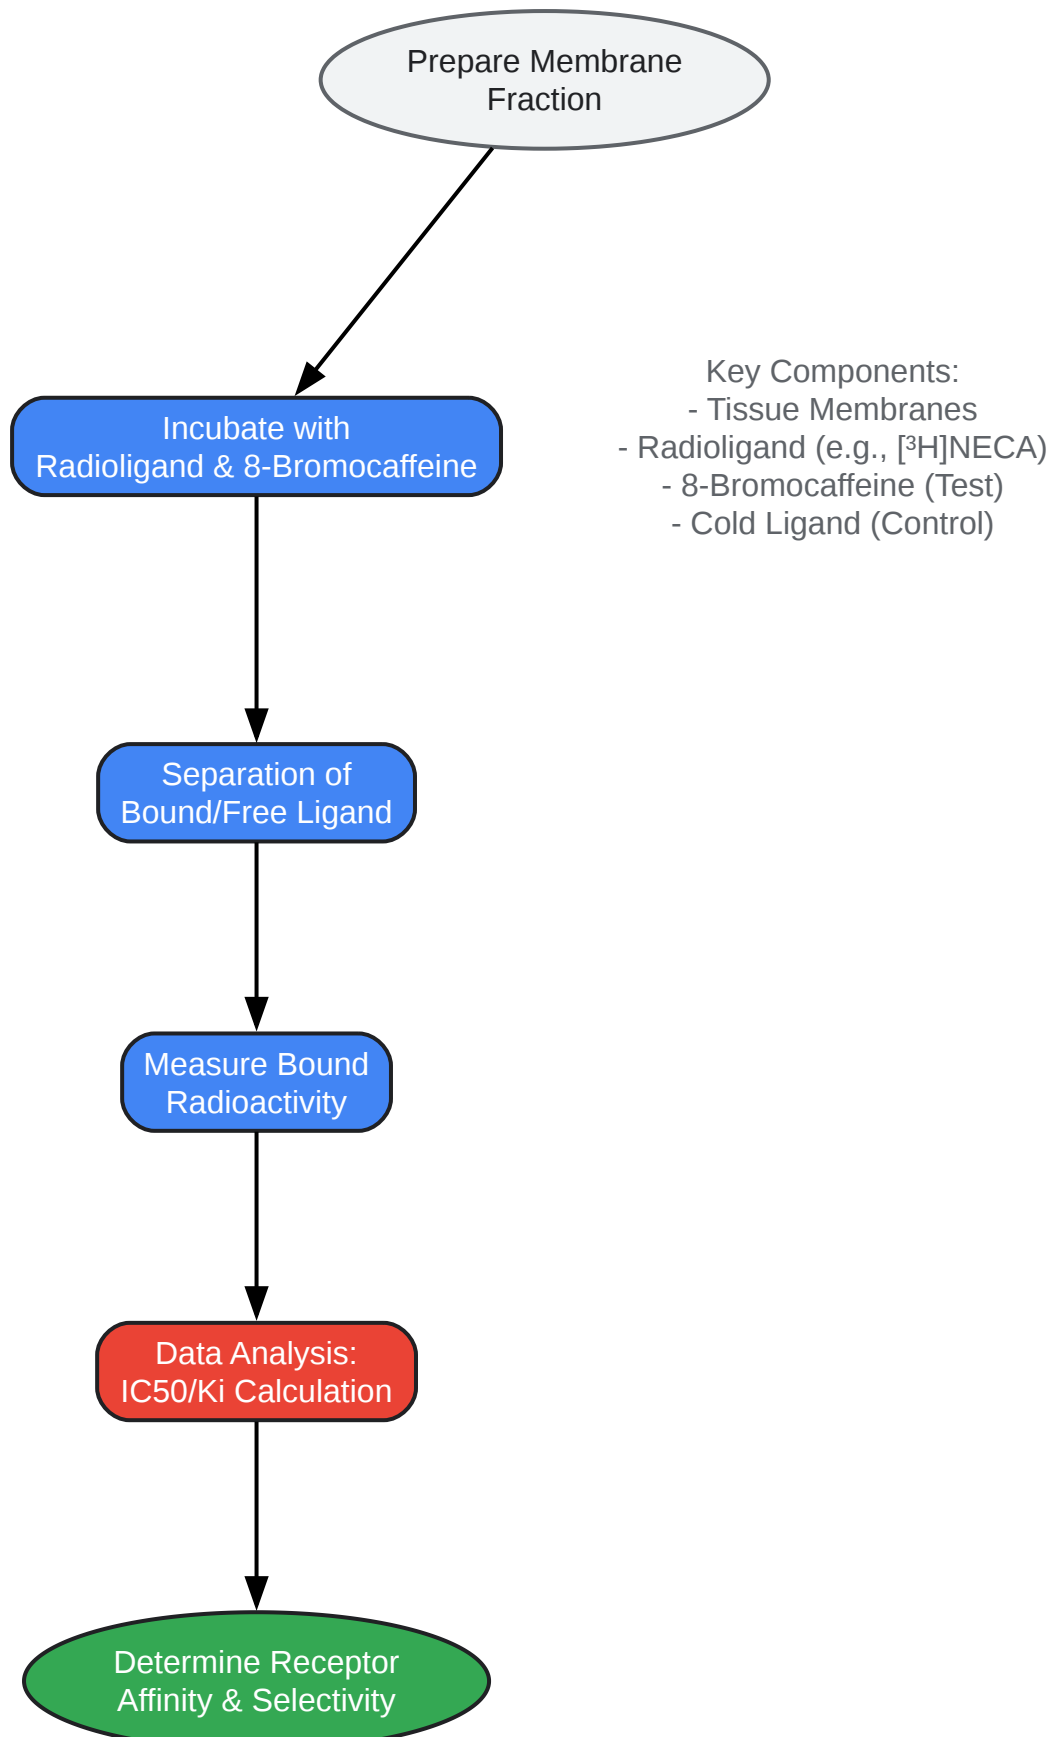 Prepare Membrane
Fraction
Incubate with
Radioligand & 8-Bromocaffeine
Key Components:
- Tissue Membranes
- Radioligand (e.g., [³H]NECA)
- 8-Bromocaffeine (Test)
- Cold Ligand (Control)
Separation of
Bound/Free Ligand
Measure Bound
Radioactivity
Data Analysis:
IC50/Ki Calculation
Determine Receptor
Affinity & Selectivity